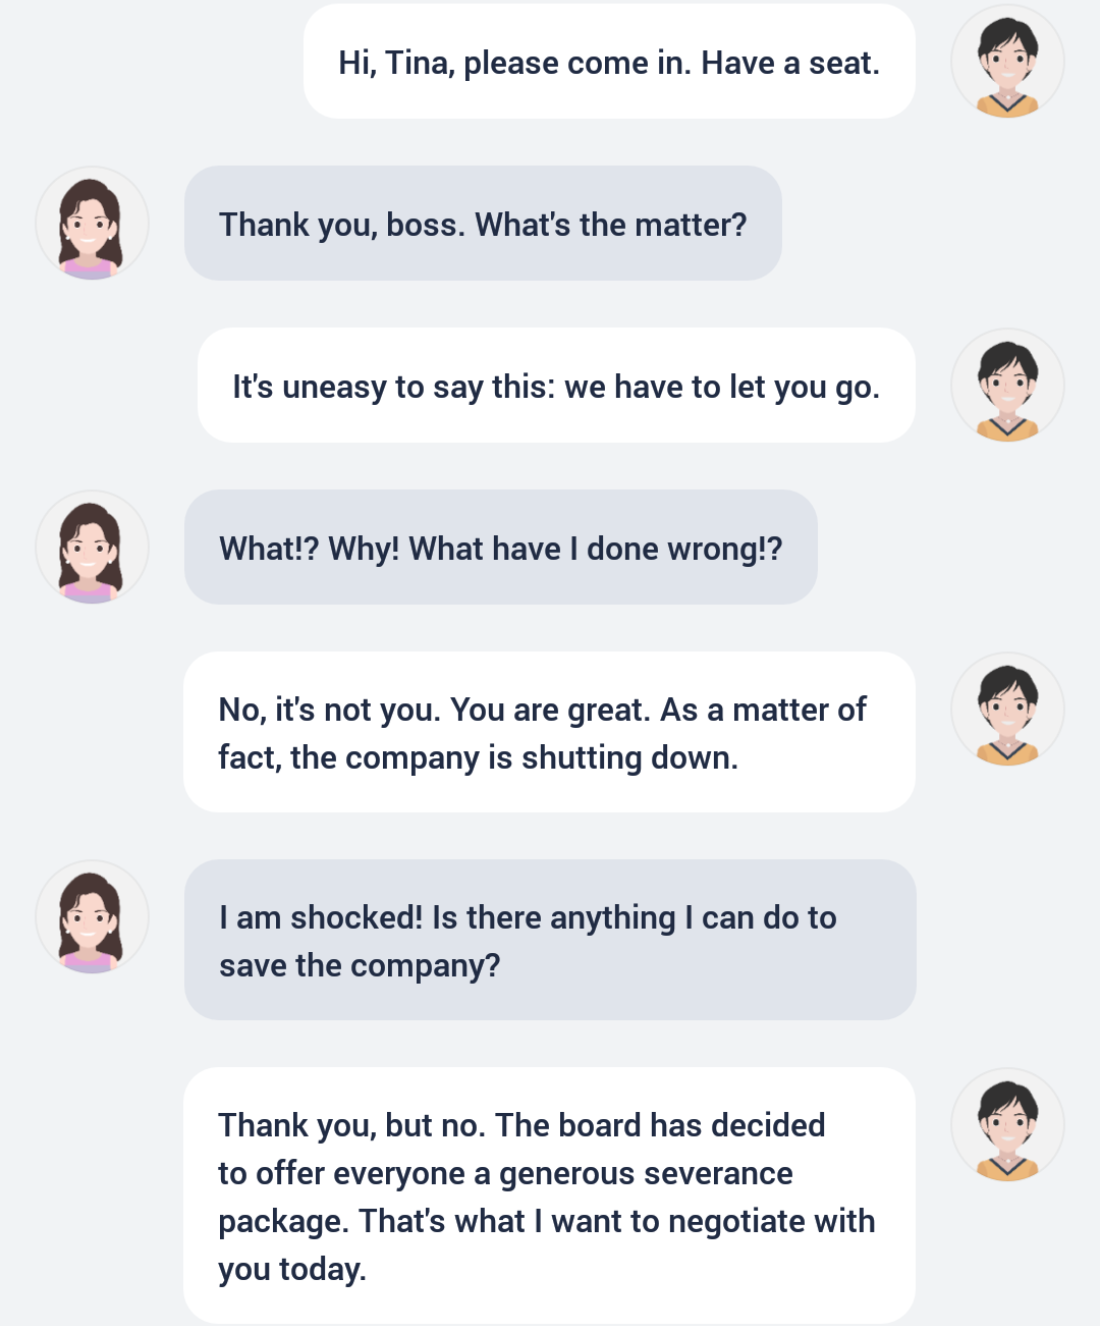 Hi, Tina, please come in. Have a seat.
Thank you, boss. What's the matter?
It's uneasy to say this: we have to let you go.
What!? Why! What have I done wrong!?
No, it's not you. You are great. As a matter of
fact, the company is shutting down.
I am shocked! Is there anything I can do to
save the company?
Thank you, but no. The board has decided
to offer everyone a generous severance
package. That's what I want to negotiate with
you today.